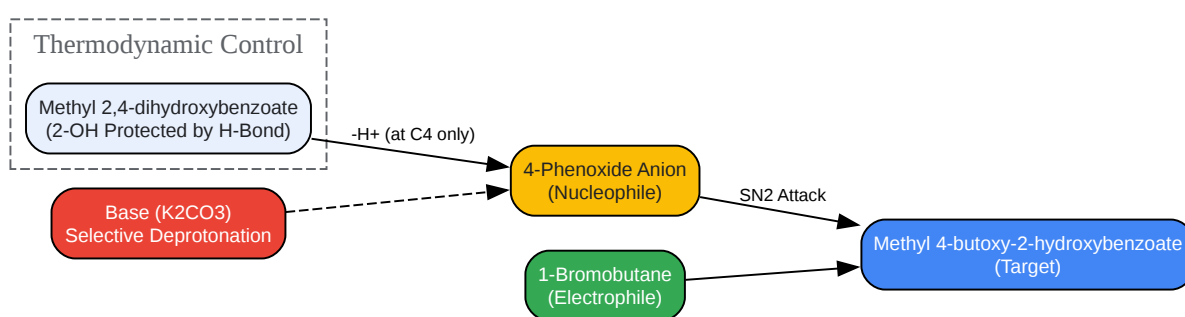 Thermodynamic Control
Methyl 2,4-dihydroxybenzoate
(2-OH Protected by H-Bond)
-H+ (at C4 only)
Base (K2CO3)
Selective Deprotonation
4-Phenoxide Anion
(Nucleophile)
SN2 Attack
1-Bromobutane
(Electrophile)
Methyl 4-butoxy-2-hydroxybenzoate
(Target)